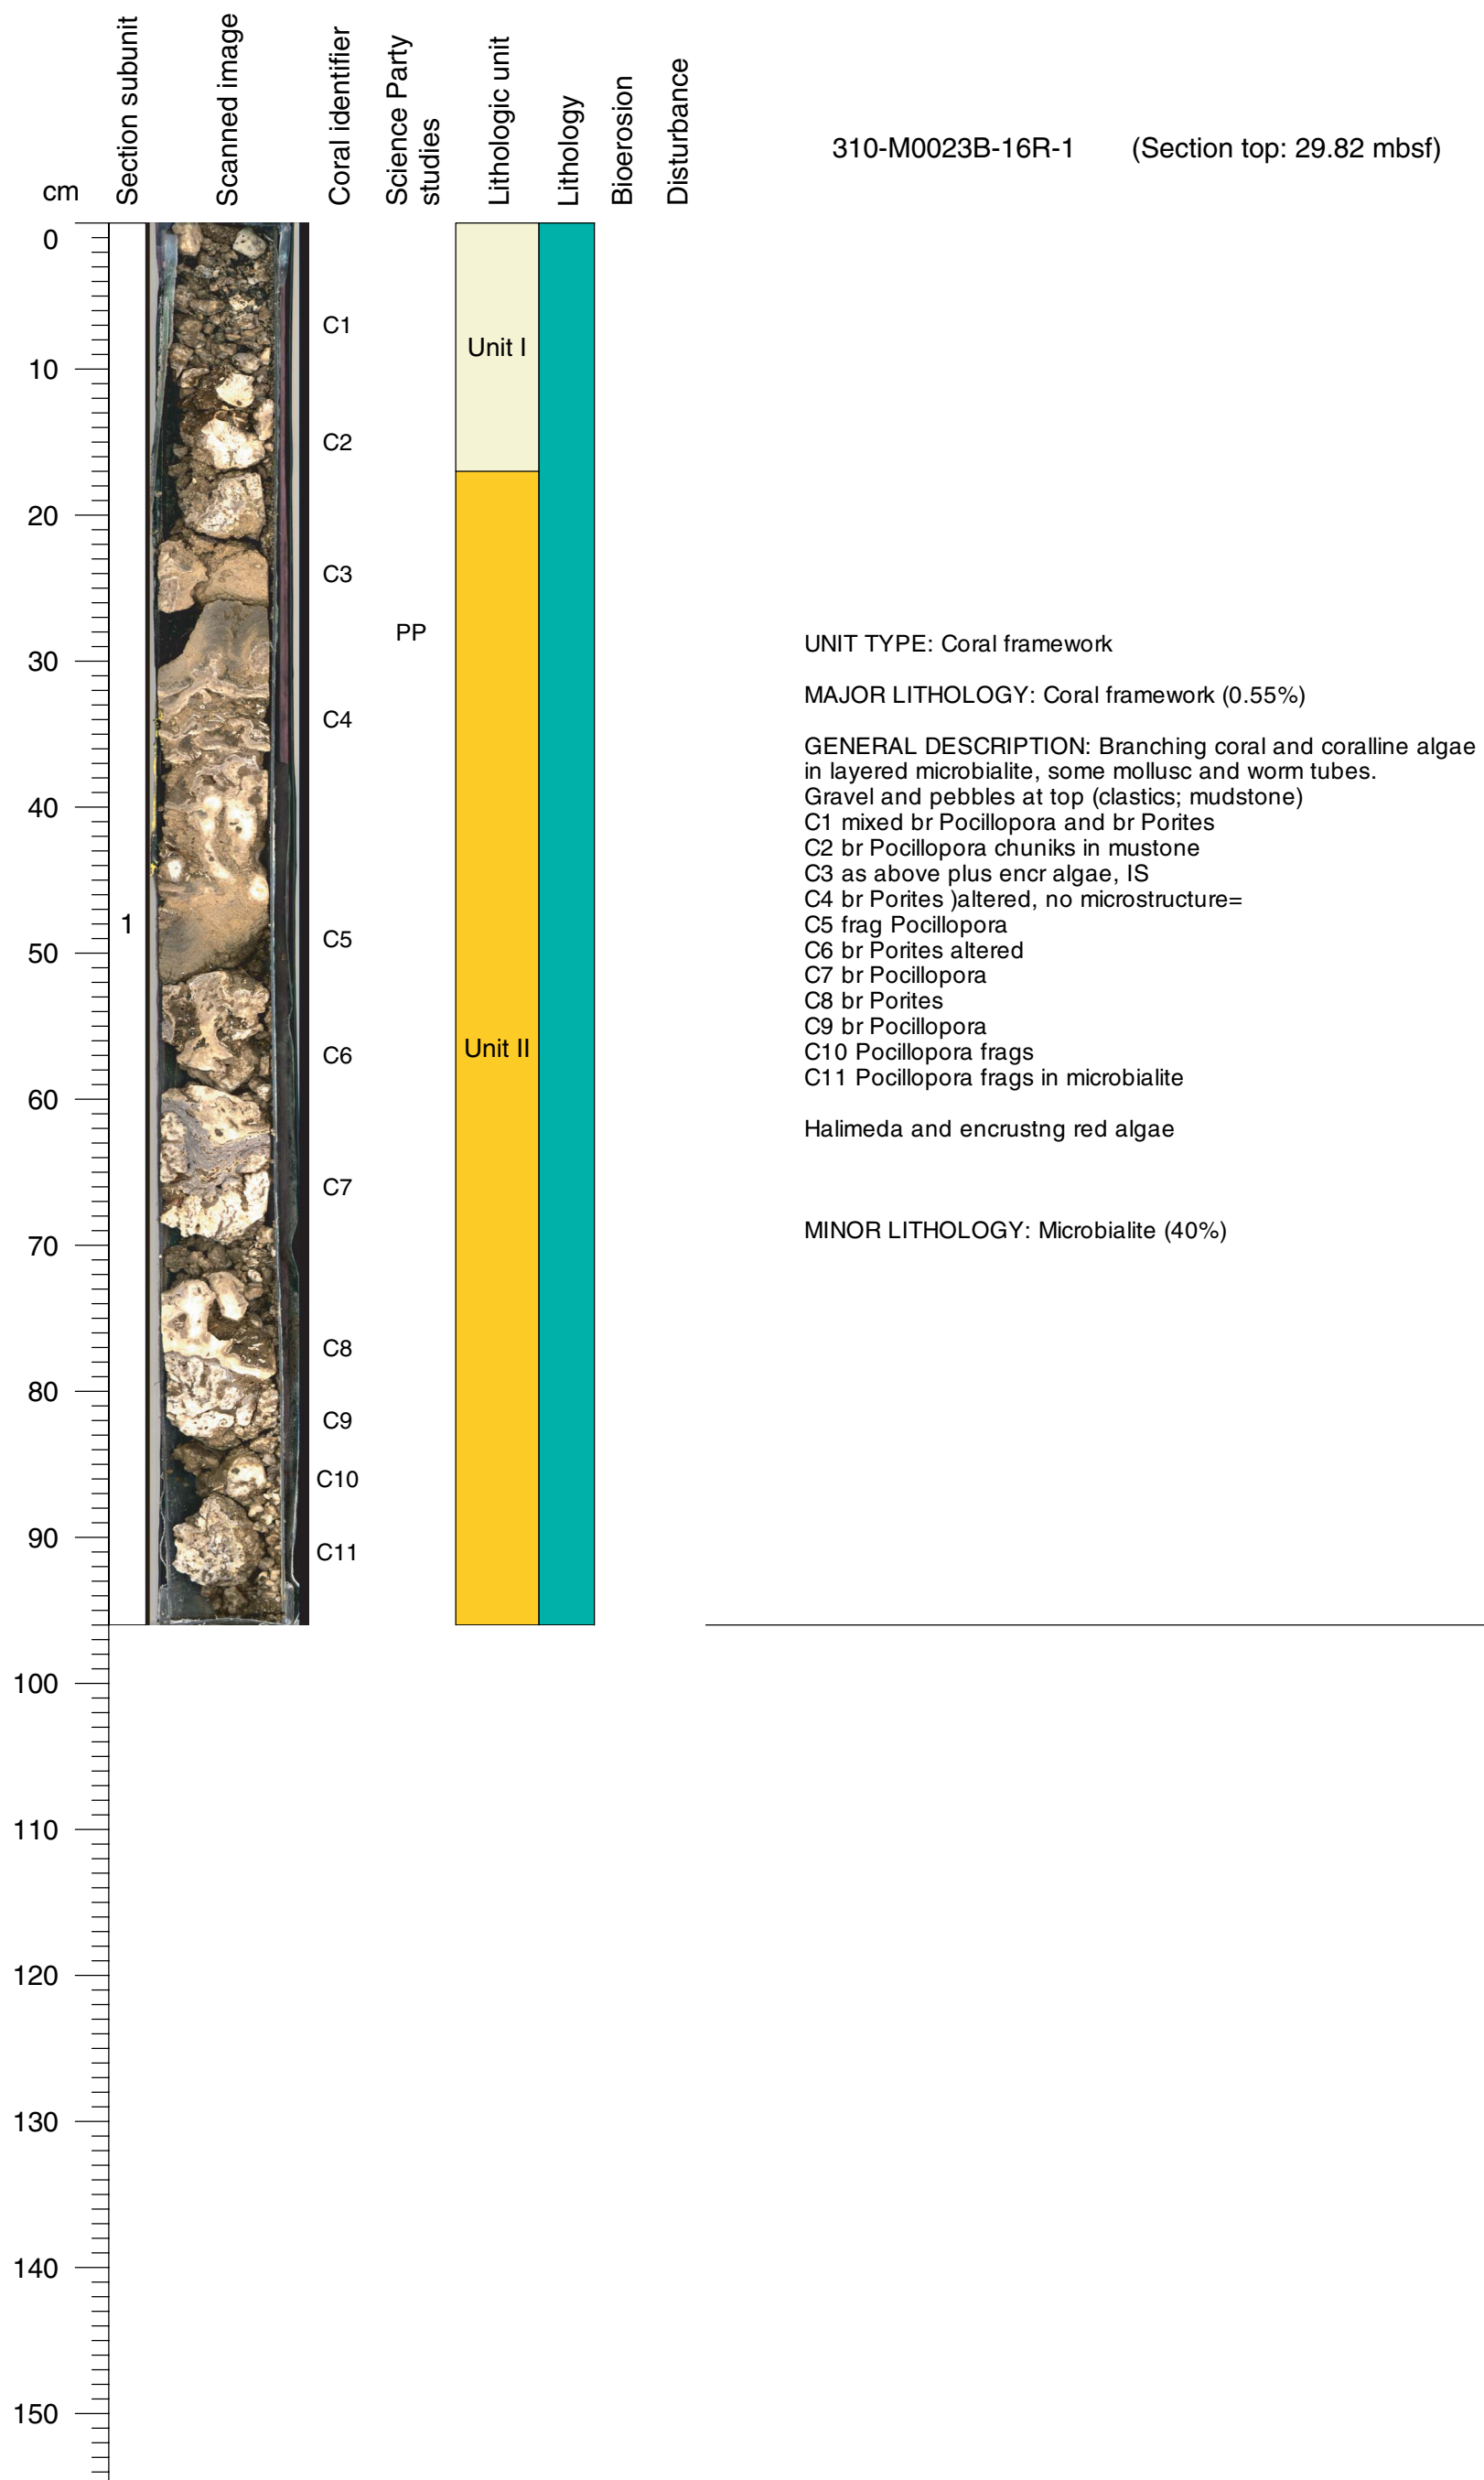 cm
Section subunit
Scanned image
Coral identifier
Science Party
studies
Lithologic unit
Lithology
Bioerosion
Disturbance
310-M0023B-16R-1 (Section top: 29.82 mbsf)
0
10
20
30
40
50
60
70
80
90
100
110
120
130
140
150
1
C1
C2
C3
C4
C5
C6
C7
C8
C9
C10
C11
PP
Unit I
Unit II
UNIT TYPE: Coral framework
MAJOR LITHOLOGY: Coral framework (0.55%)
GENERAL DESCRIPTION: Branching coral and coralline algae
in layered microbialite, some mollusc and worm tubes.
Gravel and pebbles at top (clastics; mudstone)
C1 mixed br Pocillopora and br Porites
C2 br Pocillopora chuniks in mustone
C3 as above plus encr algae, IS
C4 br Porites )altered, no microstructure=
C5 frag Pocillopora
C6 br Porites altered
C7 br Pocillopora
C8 br Porites
C9 br Pocillopora
C10 Pocillopora frags
C11 Pocillopora frags in microbialite
Halimeda and encrustng red algae
MINOR LITHOLOGY: Microbialite (40%)